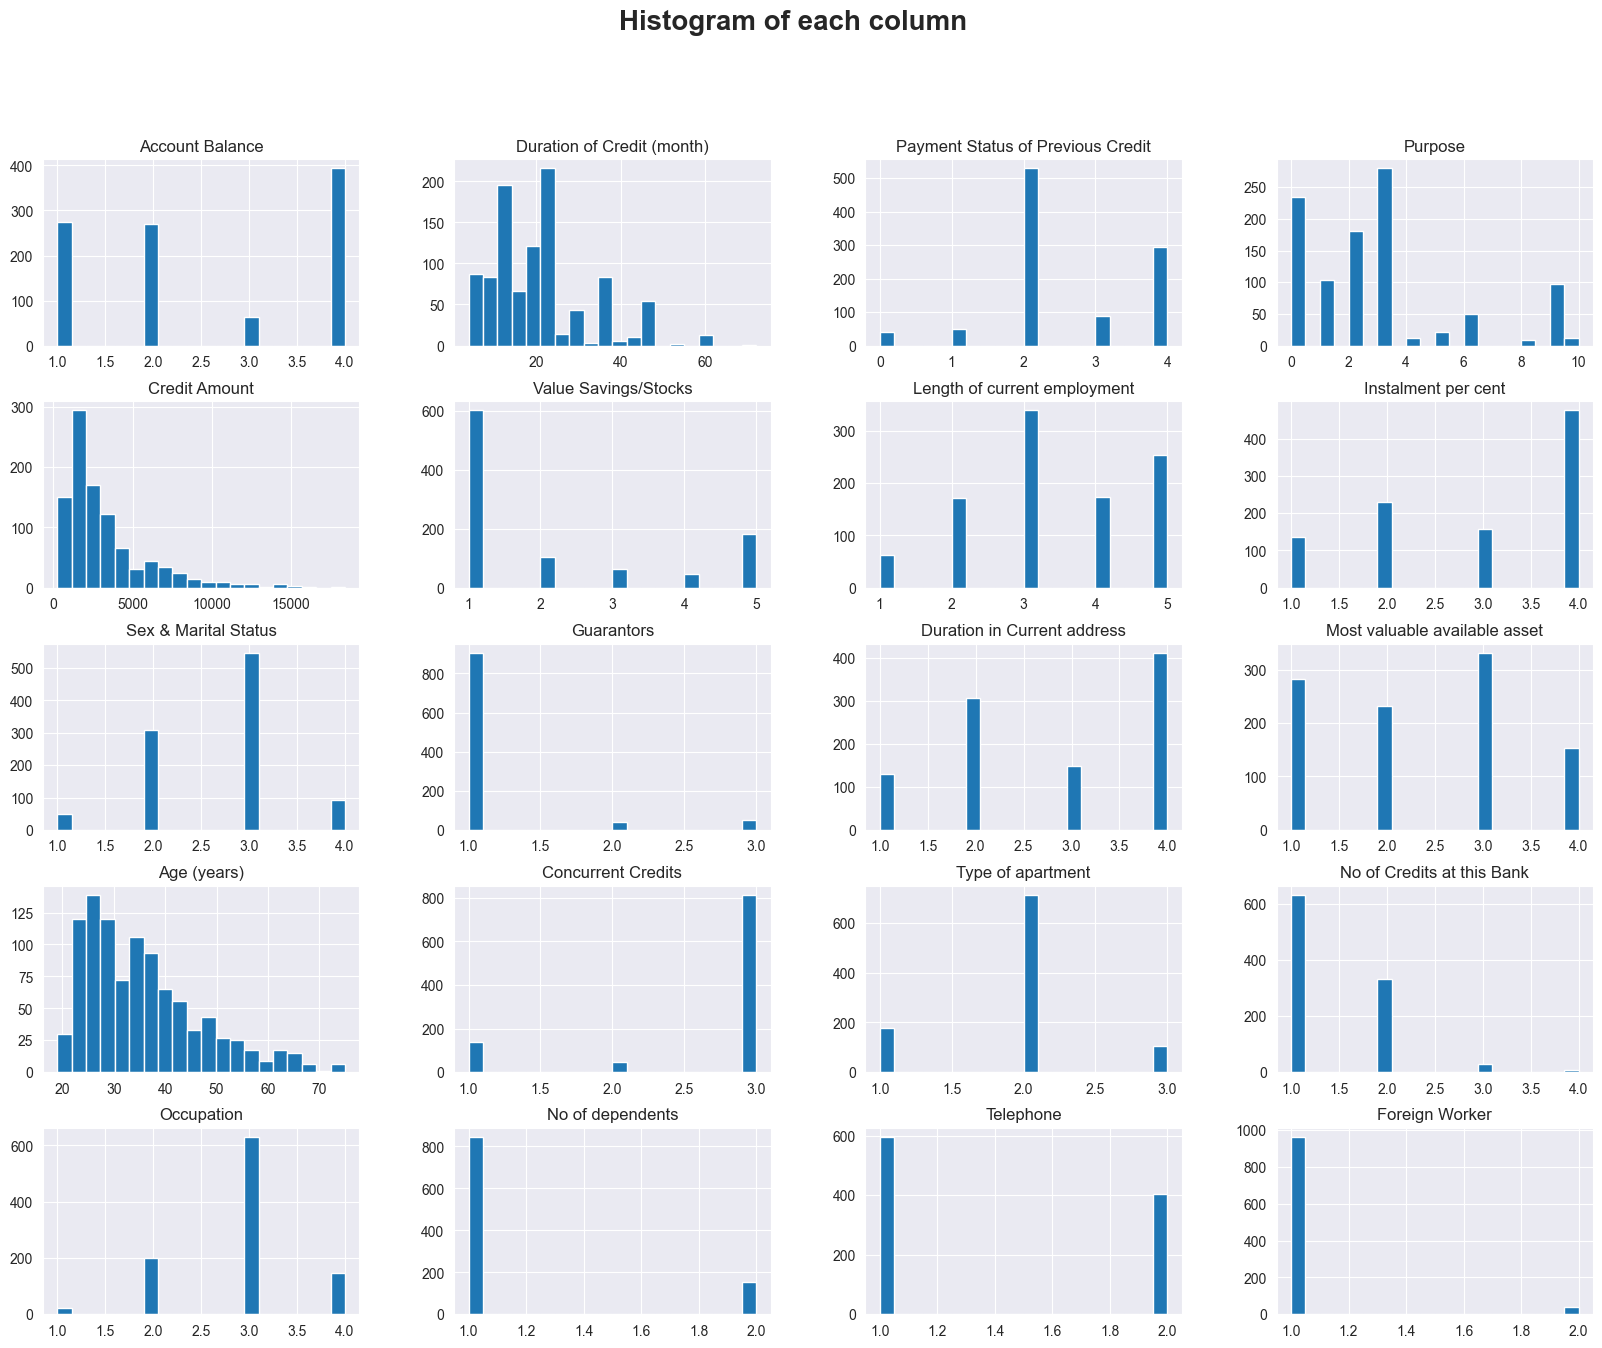 Histogram of each column
Account Balance
400
300
200
100
0
1.0 1.5 2.0 2.5 3.0 3.5 4.0
Duration of Credit (month)
200
150
100
50
0
20 40 60
Payment Status of Previous Credit
500
400
300
200
100
0
0 1 2 3 4
Purpose
250
200
150
100
50
0
0 2 4 6 8 10
Credit Amount
300
200
100
0
0 5000 10000 15000
Value Savings/Stocks
600
400
200
0
1 2 3 4 5
Length of current employment
300
200
100
0
1 2 3 4 5
Instalment per cent
400
300
200
100
0
1.0 1.5 2.0 2.5 3.0 3.5 4.0
Sex & Marital Status
500
400
300
200
100
0
1.0 1.5 2.0 2.5 3.0 3.5 4.0
Guarantors
800
600
400
200
0
1.0 1.5 2.0 2.5 3.0
Duration in Current address
400
300
200
100
0
1.0 1.5 2.0 2.5 3.0 3.5 4.0
Most valuable available asset
300
200
100
0
1.0 1.5 2.0 2.5 3.0 3.5 4.0
Age (years)
125
100
75
50
25
0
20 30 40 50 60 70
Concurrent Credits
800
600
400
200
0
1.0 1.5 2.0 2.5 3.0
Type of apartment
600
400
200
0
1.0 1.5 2.0 2.5 3.0
No of Credits at this Bank
600
400
200
0
1.0 1.5 2.0 2.5 3.0 3.5 4.0
Occupation
600
400
200
0
1.0 1.5 2.0 2.5 3.0 3.5 4.0
No of dependents
800
600
400
200
0
1.0 1.2 1.4 1.6 1.8 2.0
Telephone
600
400
200
0
1.0 1.2 1.4 1.6 1.8 2.0
Foreign Worker
1000
800
600
400
200
0
1.0 1.2 1.4 1.6 1.8 2.0